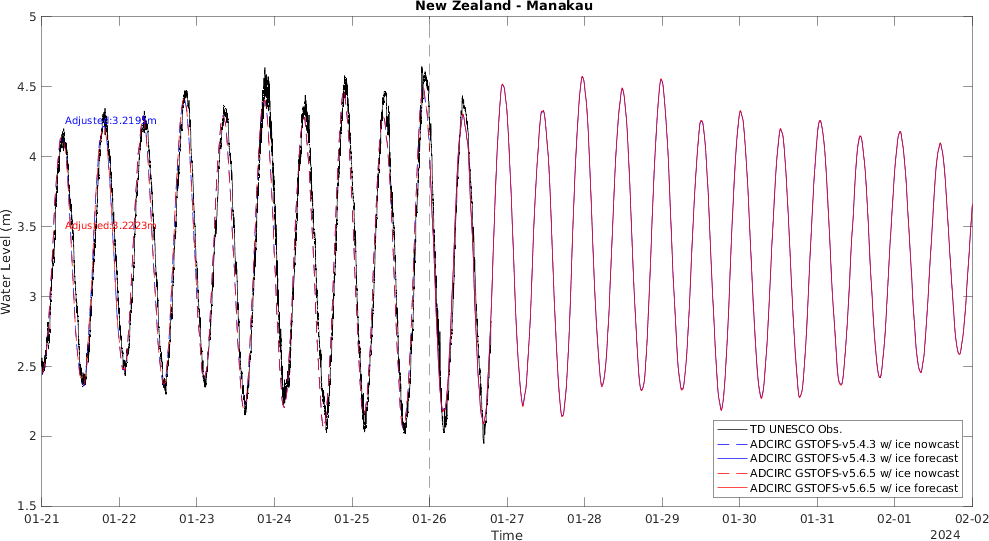 New Zealand - Manakau
5
4.5
4
3.5
3
2.5
2
1.5
Water Level (m)
Adjusted:3.2195m
Adjusted:3.2223m
TD UNESCO Obs.
ADCIRC GSTOFS-v5.4.3 w/ ice nowcast
ADCIRC GSTOFS-v5.4.3 w/ ice forecast
ADCIRC GSTOFS-v5.6.5 w/ ice nowcast
ADCIRC GSTOFS-v5.6.5 w/ ice forecast
01-21 01-22 01-23 01-24 01-25 01-26 01-27 01-28 01-29 01-30 01-31 02-01 02-02
Time
2024